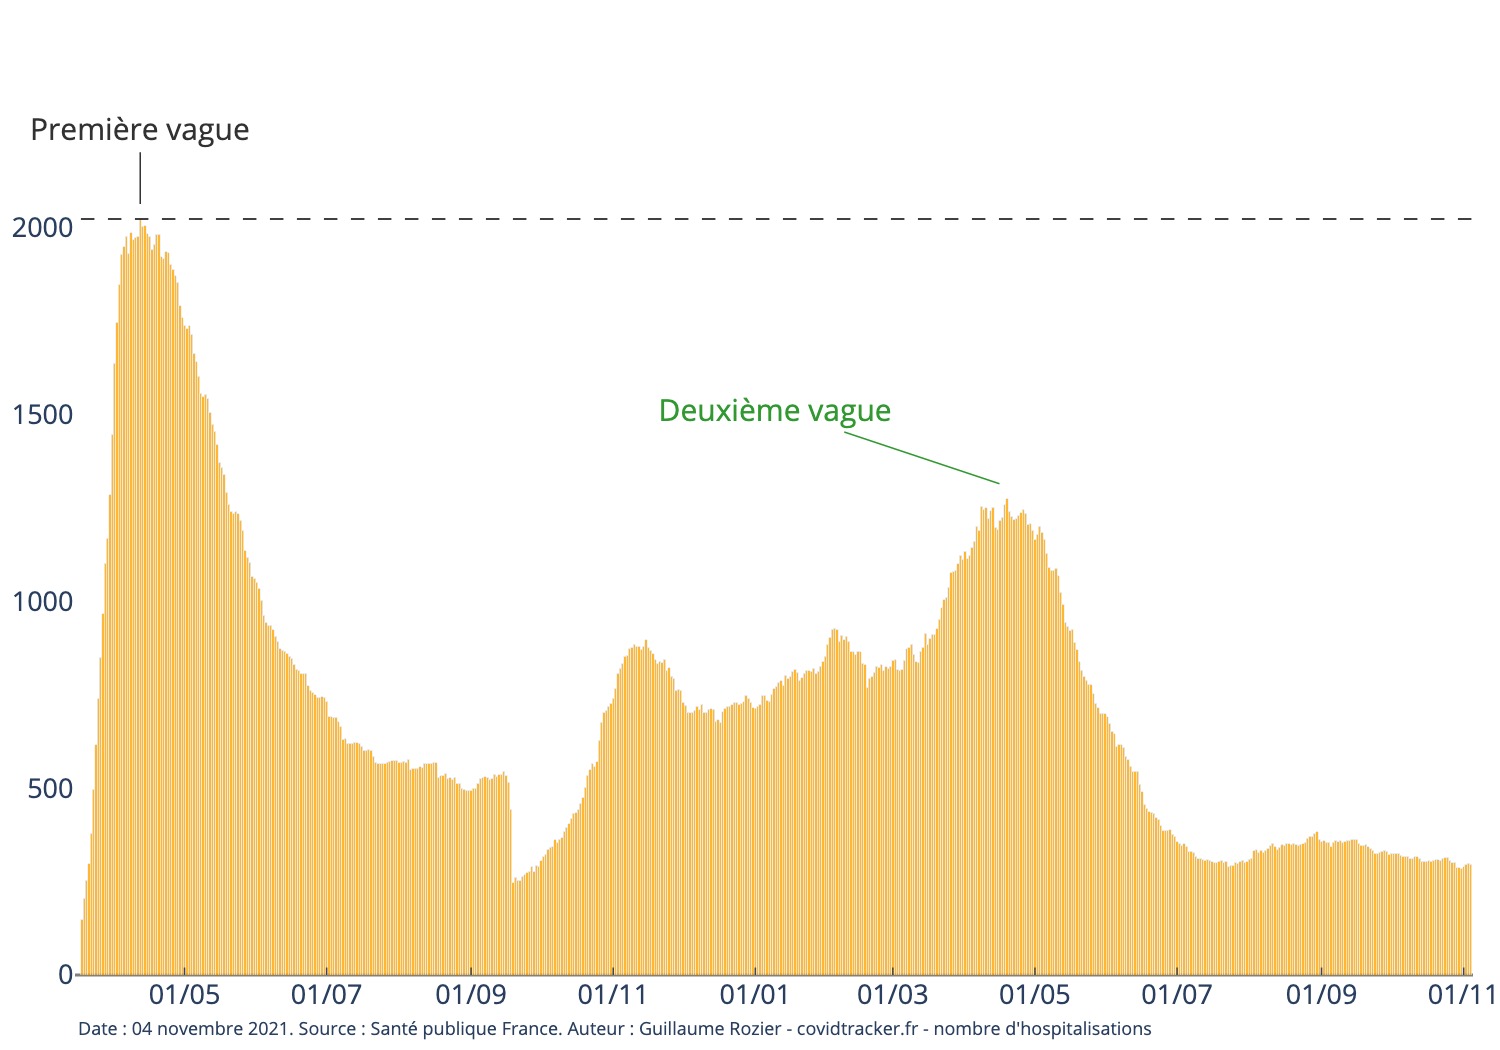 Première vague
2000
1500
Deuxième vague
1000
500
0
01/05 01/07 01/09 01/11 01/01 01/03 01/05 01/07 01/09 01/11
Date : 04 novembre 2021. Source : Santé publique France. Auteur : Guillaume Rozier - covidtracker.fr - nombre d'hospitalisations